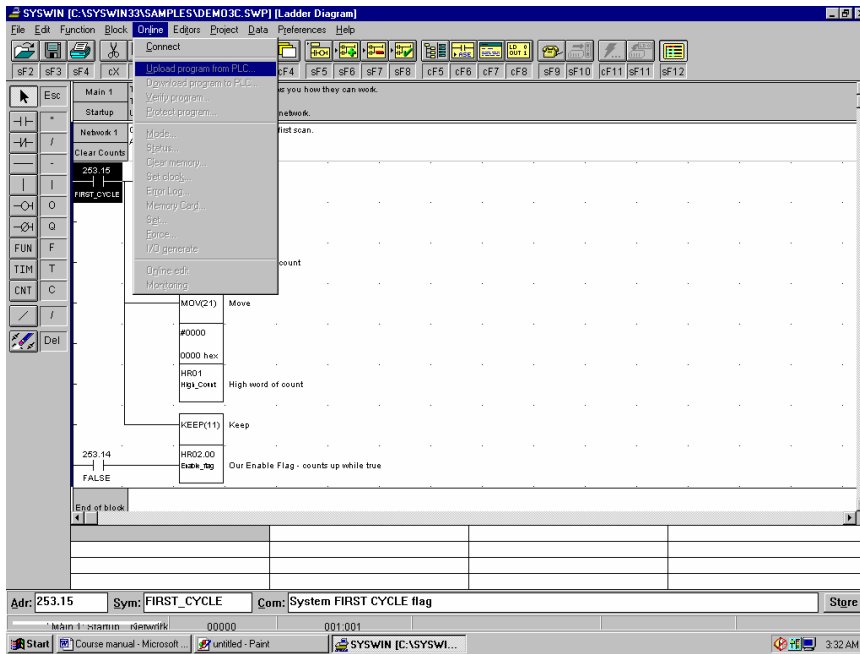 SYSWIN [C:\SYSWIN33\SAMPLES\DEMO3C.SWP] [Ladder Diagram]
File Edit Function Block Online Editors Project Data Preferences Help
sF2 sF3 sF4 cX cF4 sF5 sF6 sF7 sF8 cF5 cF6 cF7 cF8 sF9 sF10 cF11 sF11 sF12
Connect
Upload program from PLC...
Download program to PLC...
Verify program...
Protect program...
Mode...
Status...
Clear memory...
Set clock...
Error Log...
Memory Card...
Set...
Force...
I/O generate
Online edit
Monitoring
Esc
"
/
-
|
O
Q
FUN F
TIM T
CNT C
/
Del
Main 1
s you how they can work.
Startup
network.
Network 1
first scan.
Clear Counts
253.15
FIRST_CYCLE
count
MOV(21) Move
#0000
0000 hex
HR01
High_Count High word of count
KEEP(11) Keep
253.14
FALSE
HR02.00
Enable_flag Our Enable Flag - counts up while true
End of block
Adr: 253.15 Sym: FIRST_CYCLE Com: System FIRST CYCLE flag Store
Main 1: Startup Network 00000 001:001
Start Course manual - Microsoft ... untitled - Paint SYSWIN [C:\SYSWI... 3:32 AM